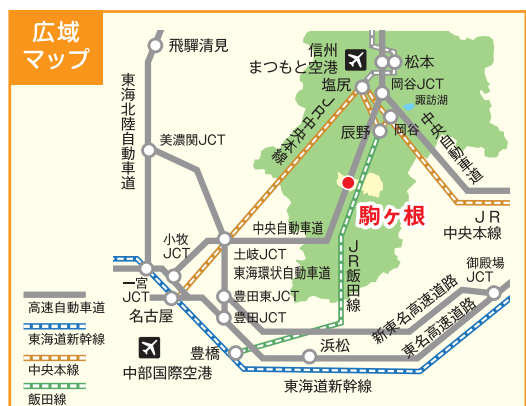 広域
マップ
飛騨清見
信州
まつもと空港
松本
塩尻
岡谷JCT
諏訪湖
岡谷
辰野
中央自動車道
JR中央本線
東海北陸自動車道
美濃関JCT
駒ヶ根
JR
中央本線
小牧
JCT
中央自動車道
土岐JCT
東海環状自動車道
JR飯田線
御殿場
JCT
一宮
JCT
名古屋
豊田東JCT
豊田JCT
新東名高速道路
東名高速道路
豊橋
浜松
中部国際空港
東海道新幹線
高速自動車道
東海道新幹線
中央本線
飯田線